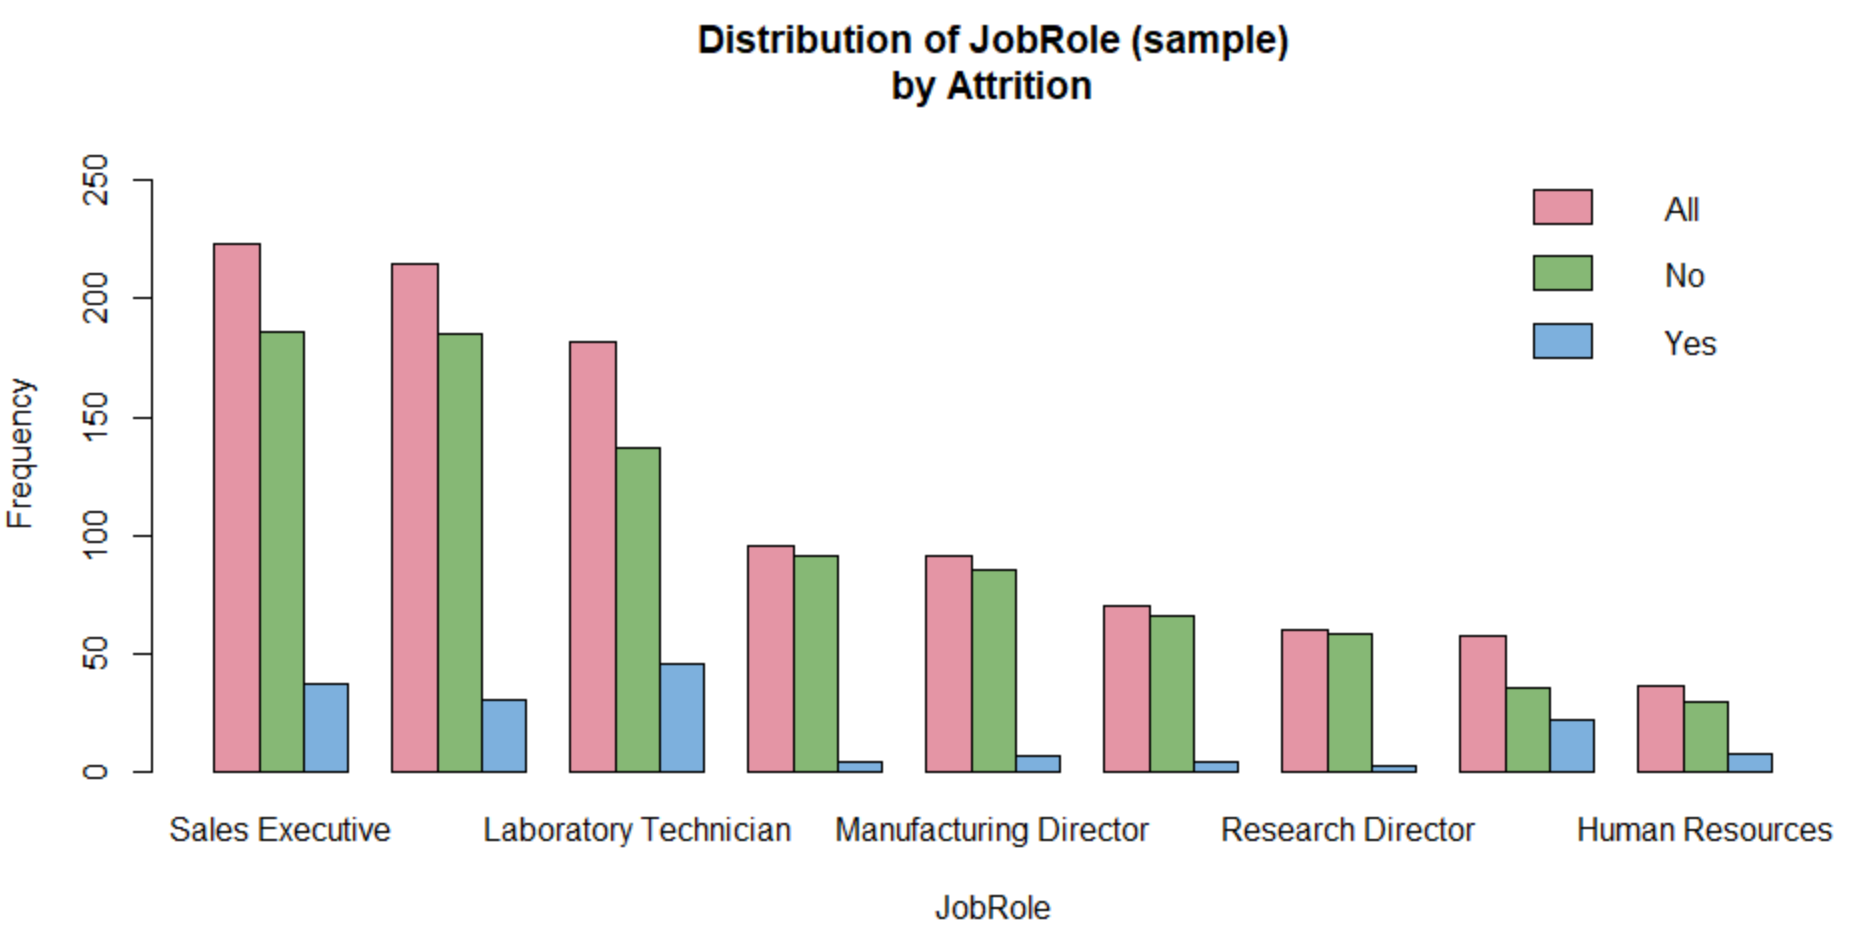 Distribution of JobRole (sample)
by Attrition
All
No
Yes
Frequency
250
200
150
100
50
0
Sales Executive
Laboratory Technician
Manufacturing Director
Research Director
Human Resources
JobRole